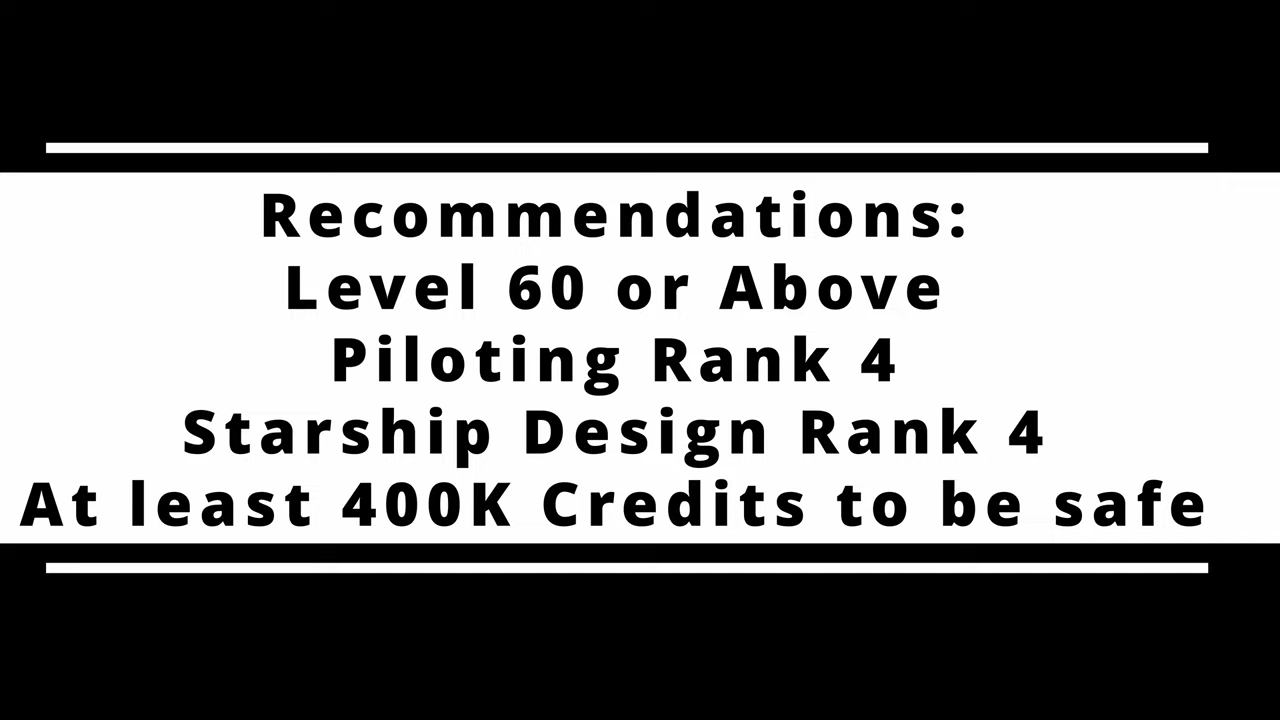 Recommendations:
Level 60 or Above
Piloting Rank 4
Starship Design Rank 4
At least 400K Credits to be safe